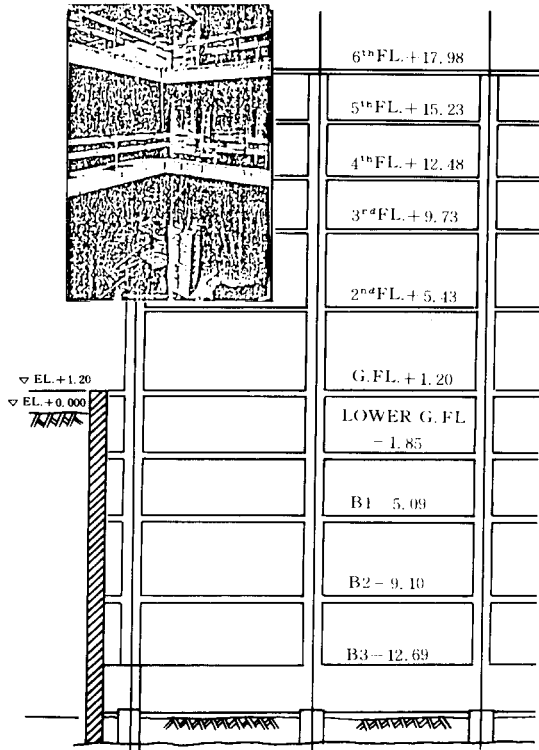 6thFL.+17.98
5thFL+15.23
4thFL+12.48
3rdFL.+9.73
2ndFL+5.43
▽ EL.+1.20
G.FL.+1.20
▽ EL.+0.000
LOWER G.FL
-1.85
B1 5.09
B2-9.10
B3-12.69